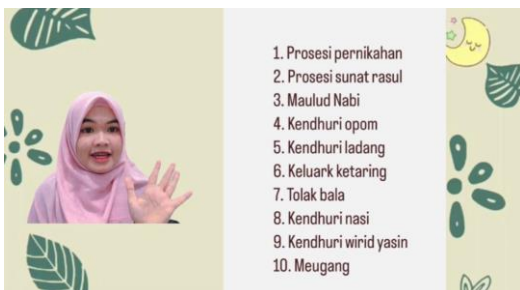 1. Prosesi pernikahan
2. Prosesi sunat rasul
3. Maulud Nabi
4. Kendhuri opom
5. Kendhuri ladang
6. Keluark ketaring
7. Tolak bala
8. Kendhuri nasi
9. Kendhuri wirid yasin
10. Meugang